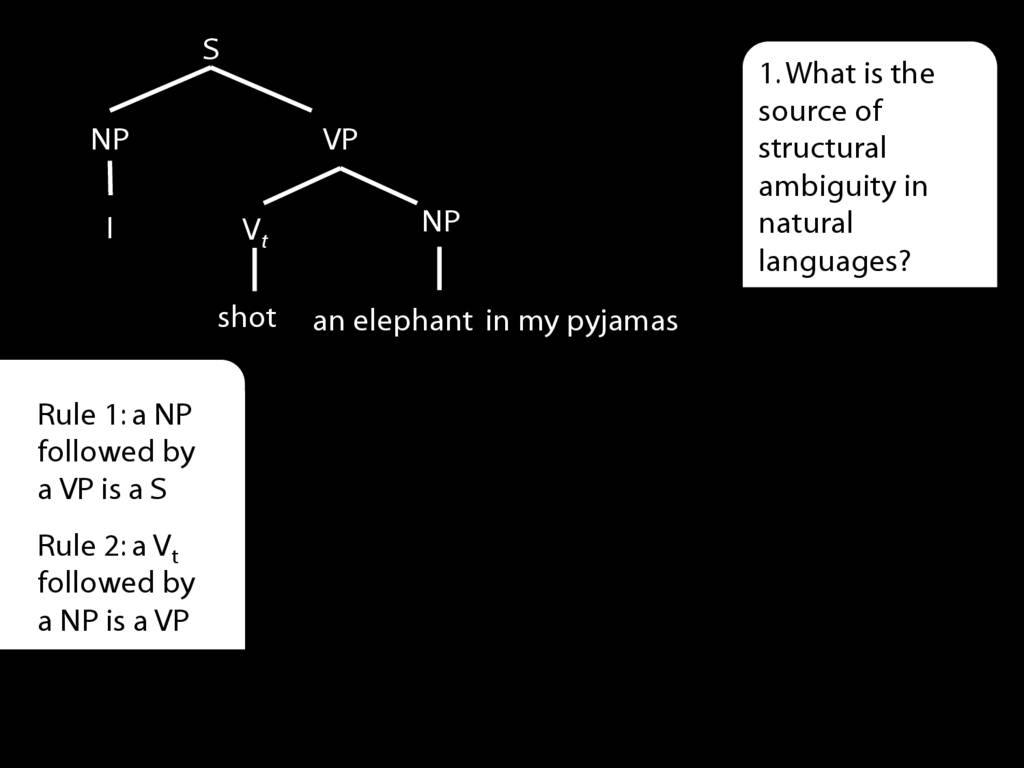 S
NP VP
I V_t NP
shot an elephant in my pyjamas
1. What is the
source of
structural
ambiguity in
natural
languages?
Rule 1: a NP
followed by
a VP is a S
Rule 2: a V_t
followed by
a NP is a VP